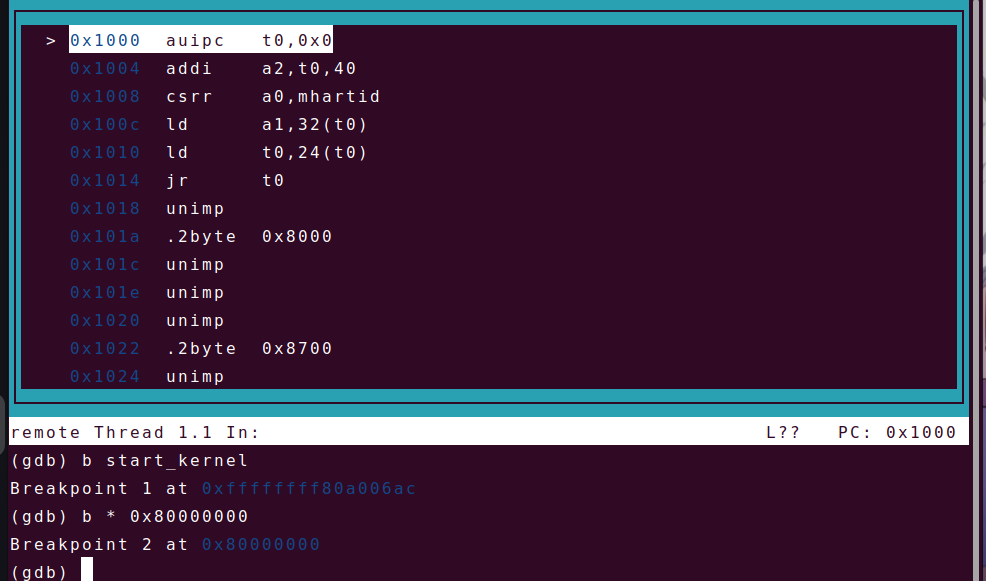 > 0x1000 auipc t0,0x0
0x1004 addi a2,t0,40
0x1008 csrr a0,mhartid
0x100c ld a1,32(t0)
0x1010 ld t0,24(t0)
0x1014 jr t0
0x1018 unimp
0x101a .2byte 0x8000
0x101c unimp
0x101e unimp
0x1020 unimp
0x1022 .2byte 0x8700
0x1024 unimp
remote Thread 1.1 In: L?? PC: 0x1000
(gdb) b start_kernel
Breakpoint 1 at 0xffffffff80a006ac
(gdb) b * 0x80000000
Breakpoint 2 at 0x80000000
(gdb)